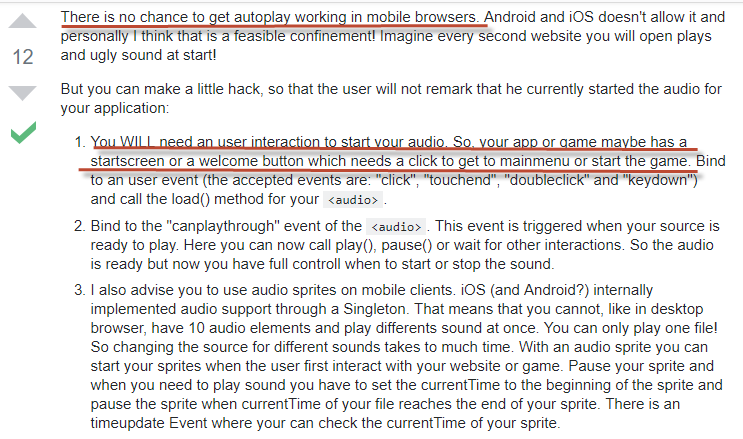 There is no chance to get autoplay working in mobile browsers. Android and iOS doesn't allow it and
personally I think that is a feasible confinement! Imagine every second website you will open plays
and ugly sound at start!
12
But you can make a little hack, so that the user will not remark that he currently started the audio for
your application:
1. You WILL need an user interaction to start your audio. So, your app or game maybe has a
startscreen or a welcome button which needs a click to get to mainmenu or start the game. Bind
to an user event (the accepted events are: "click", "touchend", "doubleclick" and "keydown")
and call the load() method for your <audio> .
2. Bind to the "canplaythrough" event of the <audio> . This event is triggered when your source is
ready to play. Here you can now call play(), pause() or wait for other interactions. So the audio
is ready but now you have full controll when to start or stop the sound.
3. I also advise you to use audio sprites on mobile clients. iOS (and Android?) internally
implemented audio support through a Singleton. That means that you cannot, like in desktop
browser, have 10 audio elements and play differents sound at once. You can only play one file!
So changing the source for different sounds takes to much time. With an audio sprite you can
start your sprites when the user first interact with your website or game. Pause your sprite and
when you need to play sound you have to set the currentTime to the beginning of the sprite and
pause the sprite when currentTime of your file reaches the end of your sprite. There is an
timeupdate Event where your can check the currentTime of your sprite.